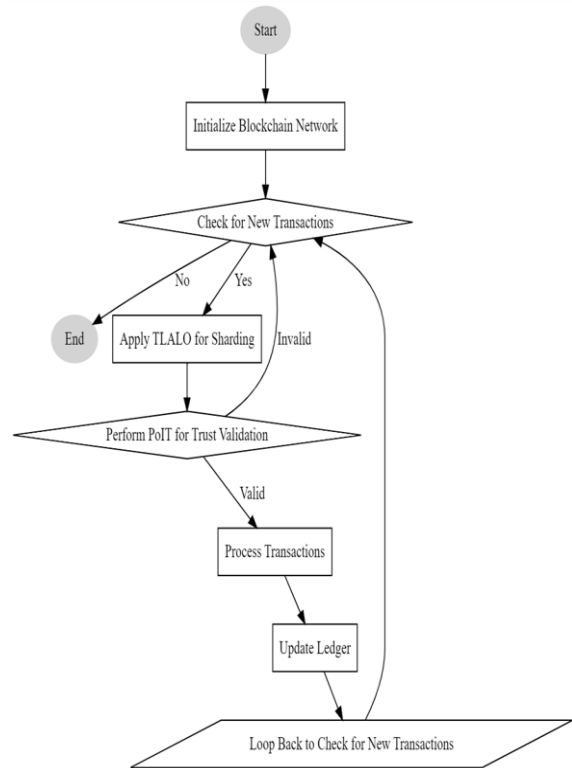 Start
Initialize Blockchain Network
Check for New Transactions
No
Yes
End
Apply TLALO for Sharding
Invalid
Perform PoIT for Trust Validation
Valid
Process Transactions
Update Ledger
Loop Back to Check for New Transactions